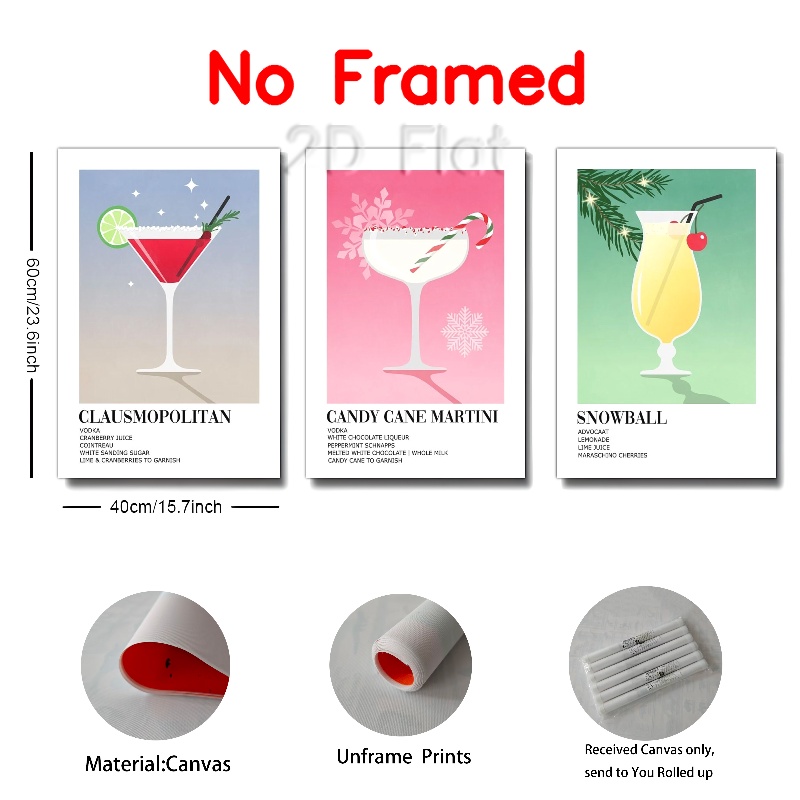 No Framed
2D Flat
60cm/23.6inch
40cm/15.7inch
CLAUSMOPOLITAN
VODKA
CRANBERRY JUICE
COINTREAU
WHITE SANDING SUGAR
LIME & CRANBERRIES TO GARNISH
CANDY CANE MARTINI
VODKA
WHITE CHOCOLATE LIQUEUR
PEPPERMINT SCHNAPPS
MELTED WHITE CHOCOLATE | WHOLE MILK
CANDY CANE TO GARNISH
SNOWBALL
ADVOCAAT
LEMONADE
LIME JUICE
MARASCHINO CHERRIES
Material:Canvas
Unframe Prints
Received Canvas only,
send to You Rolled up